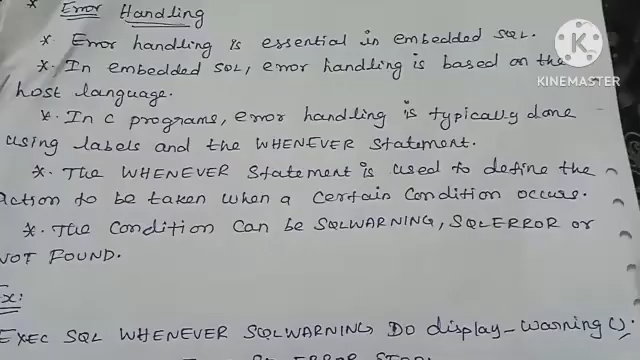 * Error Handling
* Error handling is essential in embedded SQL.
* In embedded SQL, error handling is based on the
host language.
* In C programs, error handling is typically done
using labels and the WHENEVER statement.
* The WHENEVER statement is used to define the
action to be taken when a certain condition occurs.
* The condition can be SQLWARNING, SQLERROR or
NOT FOUND.
Ex:
EXEC SQL WHENEVER SQLWARNING DO display_warning();
ERROR STOP
K
KINEMASTER